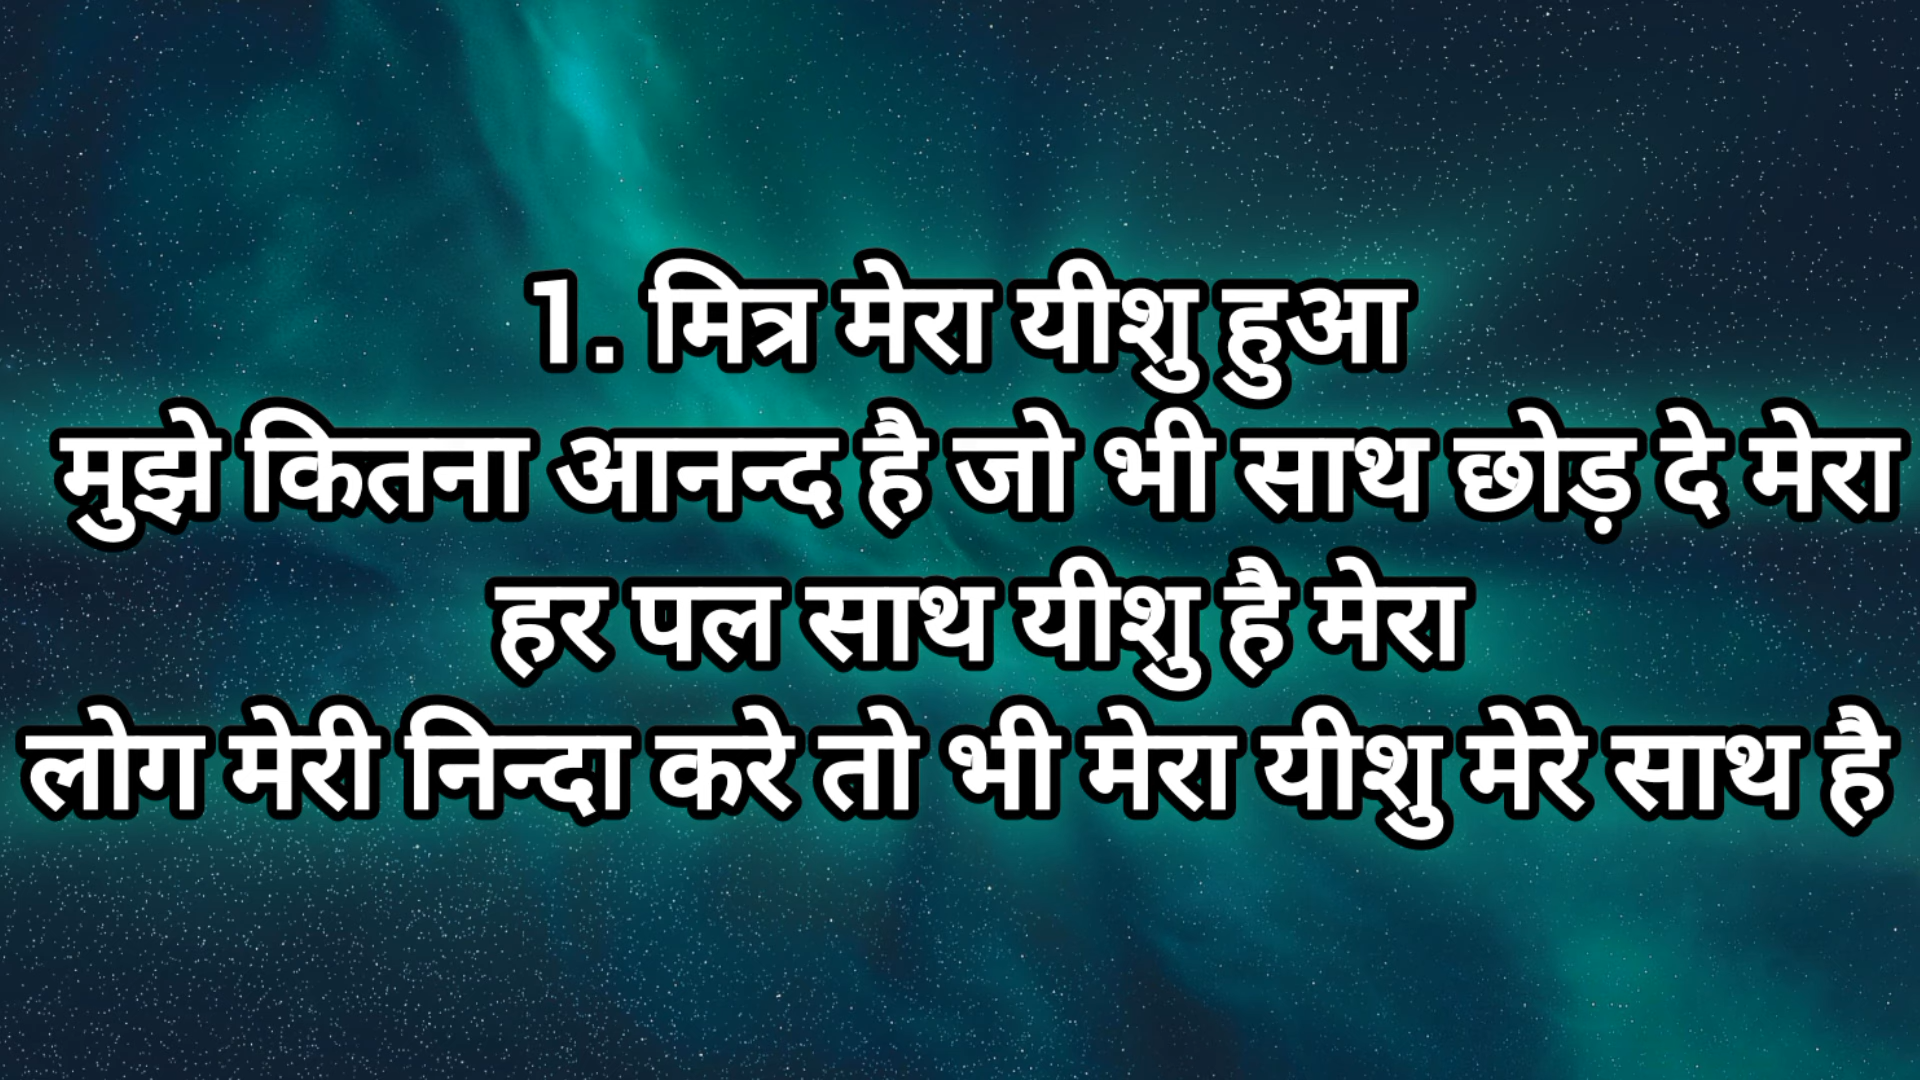 1. मित्र मेरा यीशु हुआ
मुझे कितना आनन्द है जो भी साथ छोड़ दे मेरा
हर पल साथ यीशु है मेरा
लोग मेरी निन्दा करे तो भी मेरा यीशु मेरे साथ है